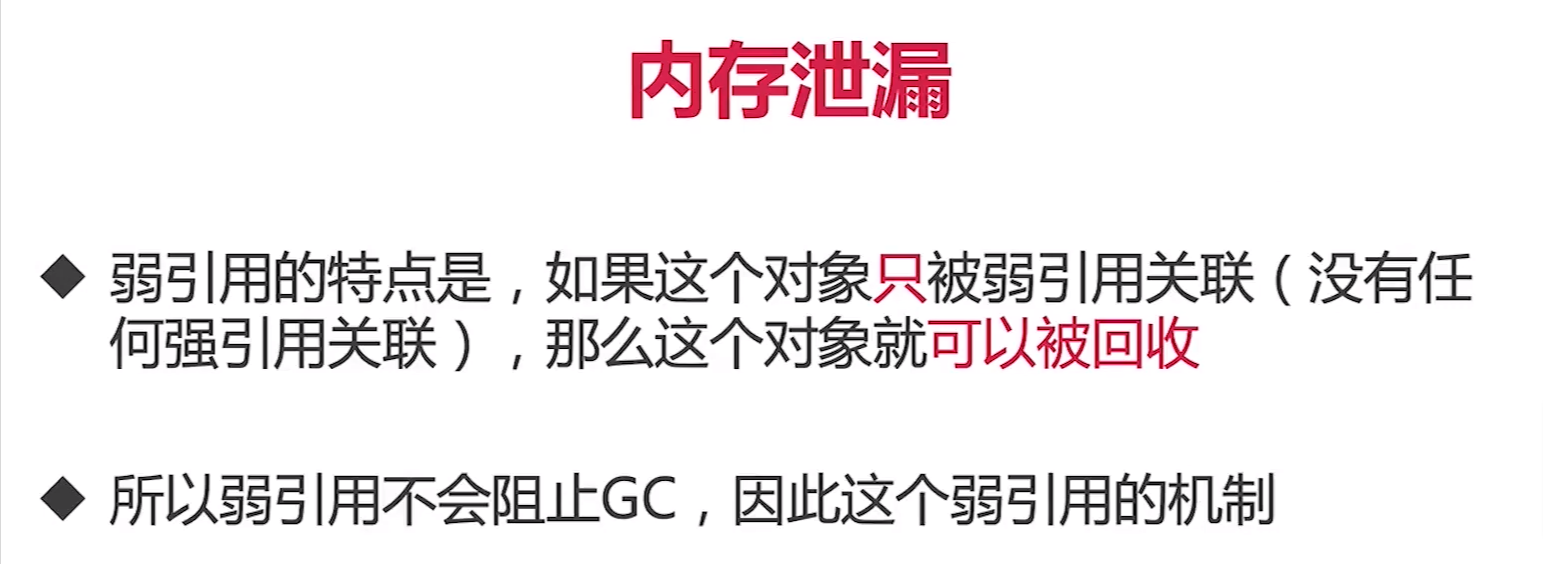 内存泄漏
弱引用的特点是，如果这个对象只被弱引用关联（没有任
何强引用关联），那么这个对象就可以被回收
所以弱引用不会阻止GC，因此这个弱引用的机制